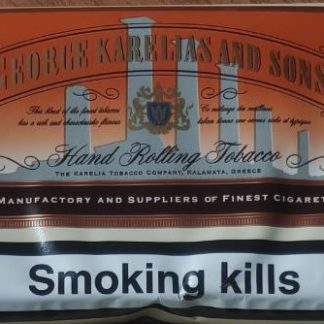 GEORGE KARELIAS AND SONS
This blend of the finest tobaccos
has a rich and characteristic flavour
Ce mélange des meilleurs
tabacs donne une saveur riche et typique
Hand Rolling Tobacco
THE KARELIA TOBACCO COMPANY, KALAMATA, GREECE
MANUFACTORY AND SUPPLIERS OF FINEST CIGARET
Smoking kills